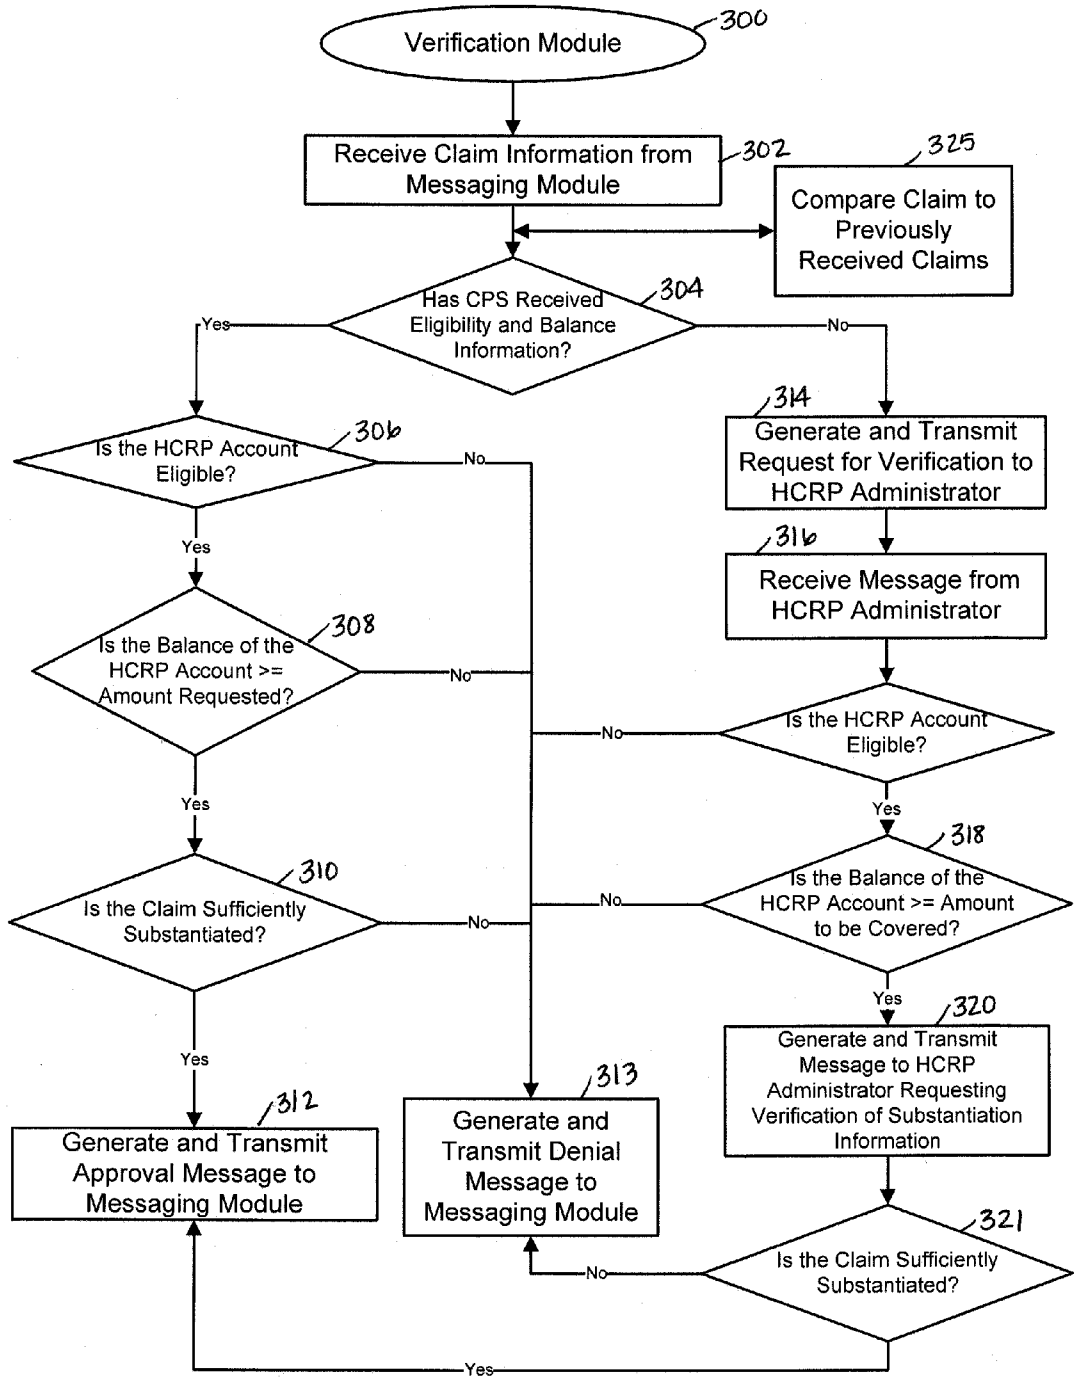 300
Verification Module
Receive Claim Information from
Messaging Module
302
325
Compare Claim to
Previously
Received Claims
304
Has CPS Received
Eligibility and Balance
Information?
Yes
No
306
Is the HCRP Account
Eligible?
No
314
Generate and Transmit
Request for Verification to
HCRP Administrator
Yes
316
Receive Message from
HCRP Administrator
308
Is the Balance of the
HCRP Account >=
Amount Requested?
No
Is the HCRP Account
Eligible?
No
Yes
Yes
318
Is the Balance of the
HCRP Account >= Amount
to be Covered?
No
310
Is the Claim Sufficiently
Substantiated?
No
Yes
320
Generate and Transmit
Message to HCRP
Administrator Requesting
Verification of Substantiation
Information
Yes
312
Generate and Transmit
Approval Message to
Messaging Module
313
Generate and
Transmit Denial
Message to
Messaging Module
321
Is the Claim Sufficiently
Substantiated?
No
Yes